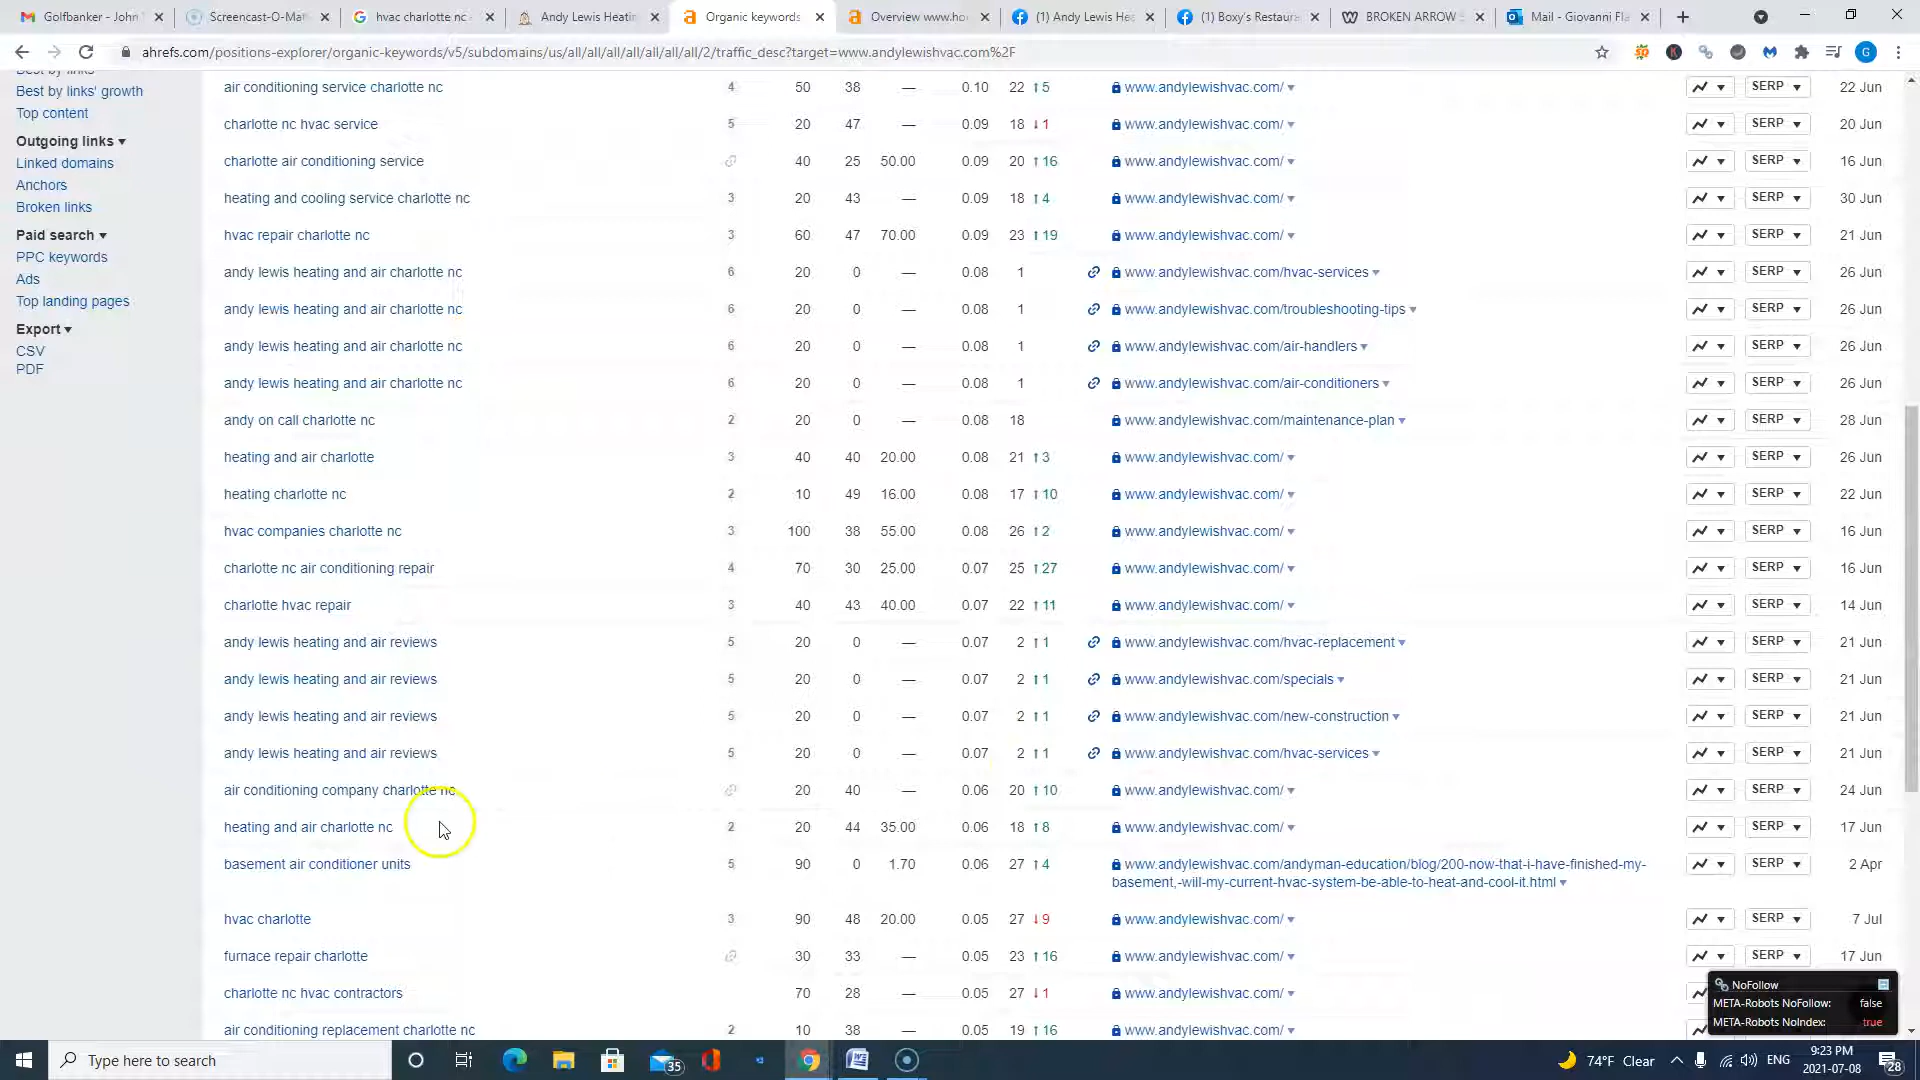 Golfbanker - John
Screencast-O-Mat
hvac charlotte nc -
Andy Lewis Heatin
Organic keywords
Overview www.ho
(1) Andy Lewis He
(1) Boxy's Restaura
BROKEN ARROW S
Mail - Giovanni Fla
ahrefs.com/positions-explorer/organic-keywords/v5/subdomains/us/all/all/all/all/all/all/all/2/traffic_desc?target=www.andylewishvac.com%2F
Best by links
Best by links' growth
Top content
Outgoing links
Linked domains
Anchors
Broken links
Paid search
PPC keywords
Ads
Top landing pages
Export
CSV
PDF
air conditioning service charlotte nc 4 50 38 — 0.10 22 ↑5 www.andylewishvac.com/ SERP 22 Jun
charlotte nc hvac service 5 20 47 — 0.09 18 ↓1 www.andylewishvac.com/ SERP 20 Jun
charlotte air conditioning service 40 25 50.00 0.09 20 ↑16 www.andylewishvac.com/ SERP 16 Jun
heating and cooling service charlotte nc 3 20 43 — 0.09 18 ↑4 www.andylewishvac.com/ SERP 30 Jun
hvac repair charlotte nc 3 60 47 70.00 0.09 23 ↑19 www.andylewishvac.com/ SERP 21 Jun
andy lewis heating and air charlotte nc 6 20 0 — 0.08 1 www.andylewishvac.com/hvac-services SERP 26 Jun
andy lewis heating and air charlotte nc 6 20 0 — 0.08 1 www.andylewishvac.com/troubleshooting-tips SERP 26 Jun
andy lewis heating and air charlotte nc 6 20 0 — 0.08 1 www.andylewishvac.com/air-handlers SERP 26 Jun
andy lewis heating and air charlotte nc 6 20 0 — 0.08 1 www.andylewishvac.com/air-conditioners SERP 26 Jun
andy on call charlotte nc 2 20 0 — 0.08 18 www.andylewishvac.com/maintenance-plan SERP 28 Jun
heating and air charlotte 3 40 40 20.00 0.08 21 ↑3 www.andylewishvac.com/ SERP 26 Jun
heating charlotte nc 2 10 49 16.00 0.08 17 ↑10 www.andylewishvac.com/ SERP 22 Jun
hvac companies charlotte nc 3 100 38 55.00 0.08 26 ↑2 www.andylewishvac.com/ SERP 16 Jun
charlotte nc air conditioning repair 4 70 30 25.00 0.07 25 ↑27 www.andylewishvac.com/ SERP 16 Jun
charlotte hvac repair 3 40 43 40.00 0.07 22 ↑11 www.andylewishvac.com/ SERP 14 Jun
andy lewis heating and air reviews 5 20 0 — 0.07 2 ↑1 www.andylewishvac.com/hvac-replacement SERP 21 Jun
andy lewis heating and air reviews 5 20 0 — 0.07 2 ↑1 www.andylewishvac.com/specials SERP 21 Jun
andy lewis heating and air reviews 5 20 0 — 0.07 2 ↑1 www.andylewishvac.com/new-construction SERP 21 Jun
andy lewis heating and air reviews 5 20 0 — 0.07 2 ↑1 www.andylewishvac.com/hvac-services SERP 21 Jun
air conditioning company charlotte nc 20 40 — 0.06 20 ↑10 www.andylewishvac.com/ SERP 24 Jun
heating and air charlotte nc 2 20 44 35.00 0.06 18 ↑8 www.andylewishvac.com/ SERP 17 Jun
basement air conditioner units 5 90 0 1.70 0.06 27 ↑4 www.andylewishvac.com/andyman-education/blog/200-now-that-i-have-finished-my- SERP 2 Apr
basement,-will-my-current-hvac-system-be-able-to-heat-and-cool-it.html
hvac charlotte 3 90 48 20.00 0.05 27 ↓9 www.andylewishvac.com/ SERP 7 Jul
furnace repair charlotte 30 33 — 0.05 23 ↑16 www.andylewishvac.com/ SERP 17 Jun
charlotte nc hvac contractors 70 28 — 0.05 27 ↓1 www.andylewishvac.com/
air conditioning replacement charlotte nc 2 10 38 — 0.05 19 ↑16 www.andylewishvac.com/
NoFollow
META-Robots NoFollow: false
META-Robots NoIndex: true
Type here to search
35
74°F Clear
ENG
9:23 PM
2021-07-08
28